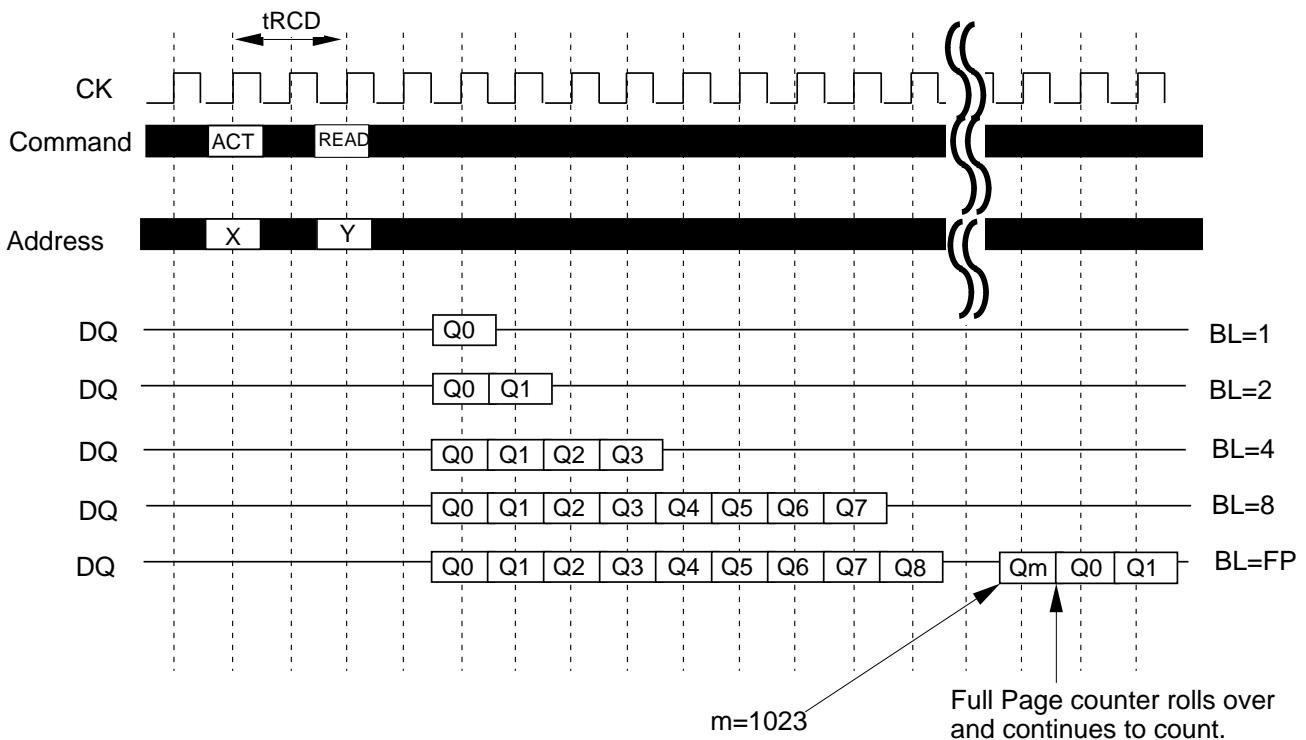 tRCD
CK
Command ACT READ
Address X Y
DQ Q0 BL=1
DQ Q0 Q1 BL=2
DQ Q0 Q1 Q2 Q3 BL=4
DQ Q0 Q1 Q2 Q3 Q4 Q5 Q6 Q7 BL=8
DQ Q0 Q1 Q2 Q3 Q4 Q5 Q6 Q7 Q8 Qm Q0 Q1 BL=FP
m=1023
Full Page counter rolls over
and continues to count.